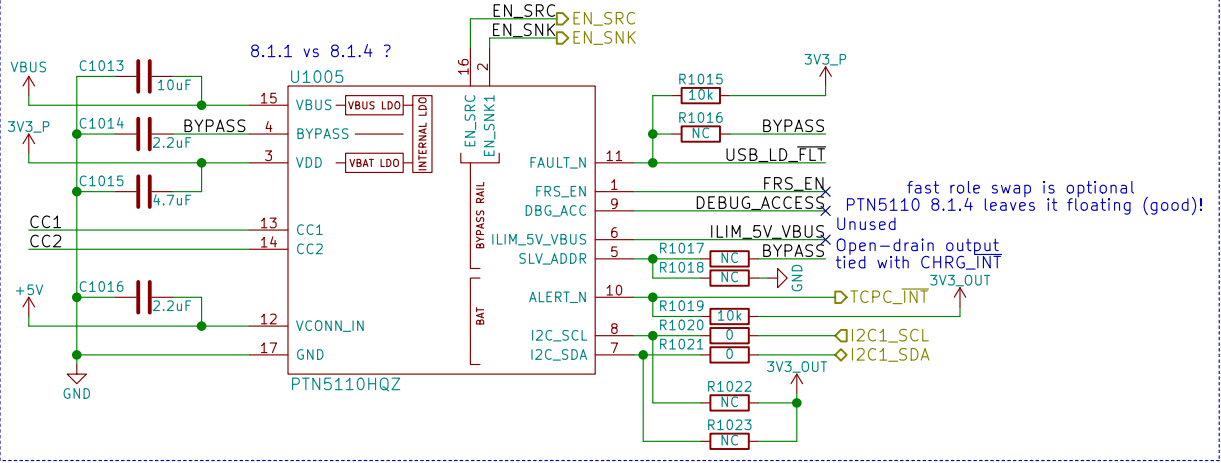 EN_SRC
EN_SRC
EN_SNK
EN_SNK
8.1.1 vs 8.1.4 ?
16
2
VBUS
C1013
10uF
U1005
15
VBUS
VBUS LDO
INTERNAL LDO
EN_SRC
EN_SNK1
3V3_P
C1014
BYPASS
2.2uF
4
BYPASS
3
VDD
VBAT LDO
C1015
4.7uF
CC1
13
CC1
CC2
14
CC2
+5V
C1016
2.2uF
12
VCONN_IN
17
GND
GND
PTN5110HQZ
BYPASS RAIL
BAT
FAULT_N
11
FRS_EN
1
DBG_ACC
9
ILIM_5V_VBUS
6
SLV_ADDR
5
ALERT_N
10
I2C_SCL
8
I2C_SDA
7
3V3_P
R1015
10k
R1016
NC
BYPASS
USB_LD_FLT
FRS_EN
fast role swap is optional
DEBUG_ACCESS
PTN5110 8.1.4 leaves it floating (good)!
Unused
ILIM_5V_VBUS
Open-drain output
tied with CHRG_INT
R1017
NC
BYPASS
R1018
NC
GND
3V3_OUT
TCPC_INT
R1019
10k
R1020
0
I2C1_SCL
R1021
0
I2C1_SDA
3V3_OUT
R1022
NC
R1023
NC